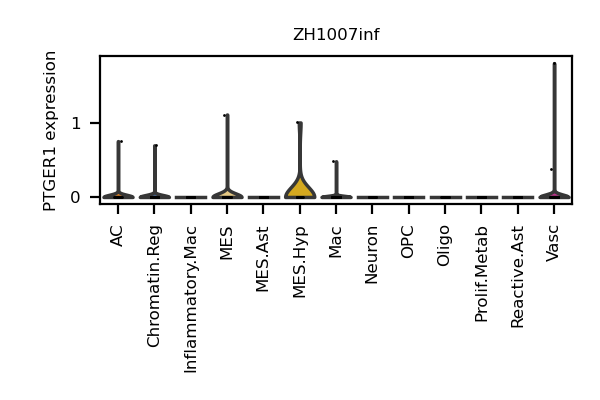 ZH1007inf
PTGER1 expression
1
0
AC
Chromatin.Reg
Inflammatory.Mac
MES
MES.Ast
MES.Hyp
Mac
Neuron
OPC
Oligo
Prolif.Metab
Reactive.Ast
Vasc